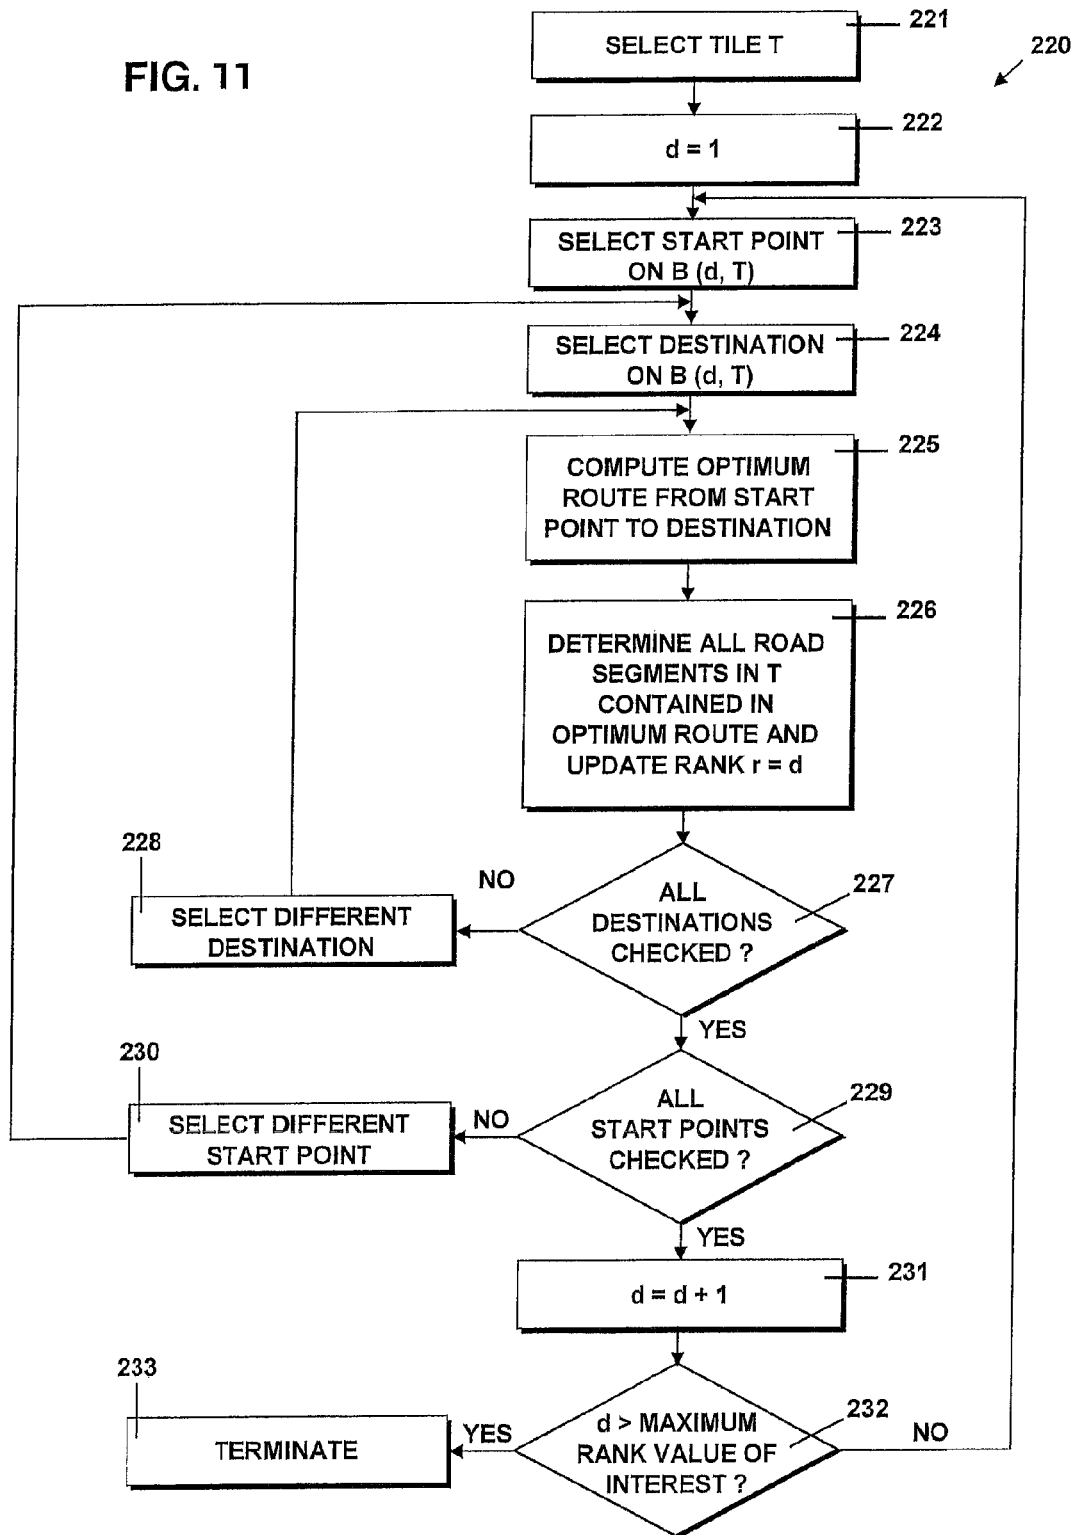 FIG. 11
220
SELECT TILE T
221
d = 1
222
SELECT START POINT
ON B (d, T)
223
SELECT DESTINATION
ON B (d, T)
224
COMPUTE OPTIMUM
ROUTE FROM START
POINT TO DESTINATION
225
DETERMINE ALL ROAD
SEGMENTS IN T
CONTAINED IN
OPTIMUM ROUTE AND
UPDATE RANK r = d
226
ALL
DESTINATIONS
CHECKED ?
227
NO
228
SELECT DIFFERENT
DESTINATION
YES
ALL
START POINTS
CHECKED ?
229
NO
230
SELECT DIFFERENT
START POINT
YES
d = d + 1
231
d > MAXIMUM
RANK VALUE OF
INTEREST ?
232
NO
YES
233
TERMINATE